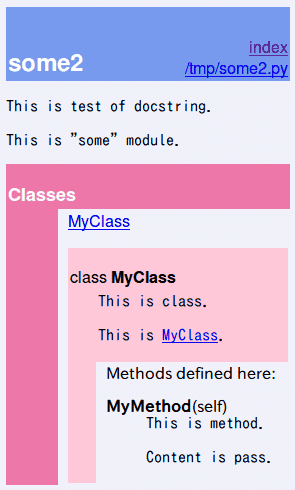 index
some2
/tmp/some2.py
This is test of docstring.
This is ”some” module.
Classes
MyClass
class MyClass
This is class.
This is MyClass.
Methods defined here:
MyMethod(self)
This is method.
Content is pass.